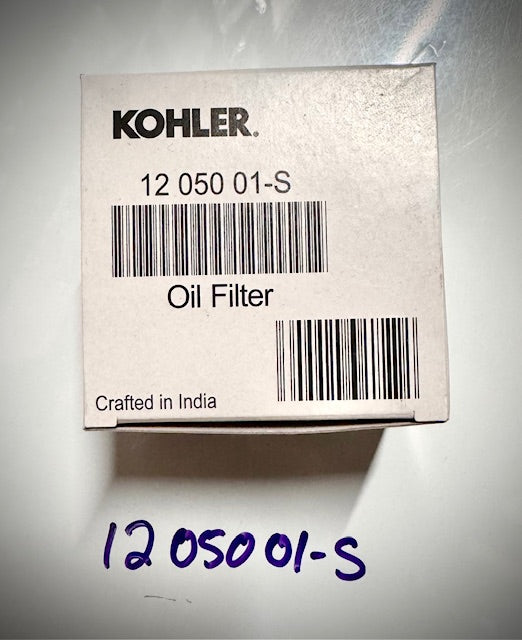 KOHLER.
12 050 01-S
Oil Filter
Crafted in India
12 050 01-S